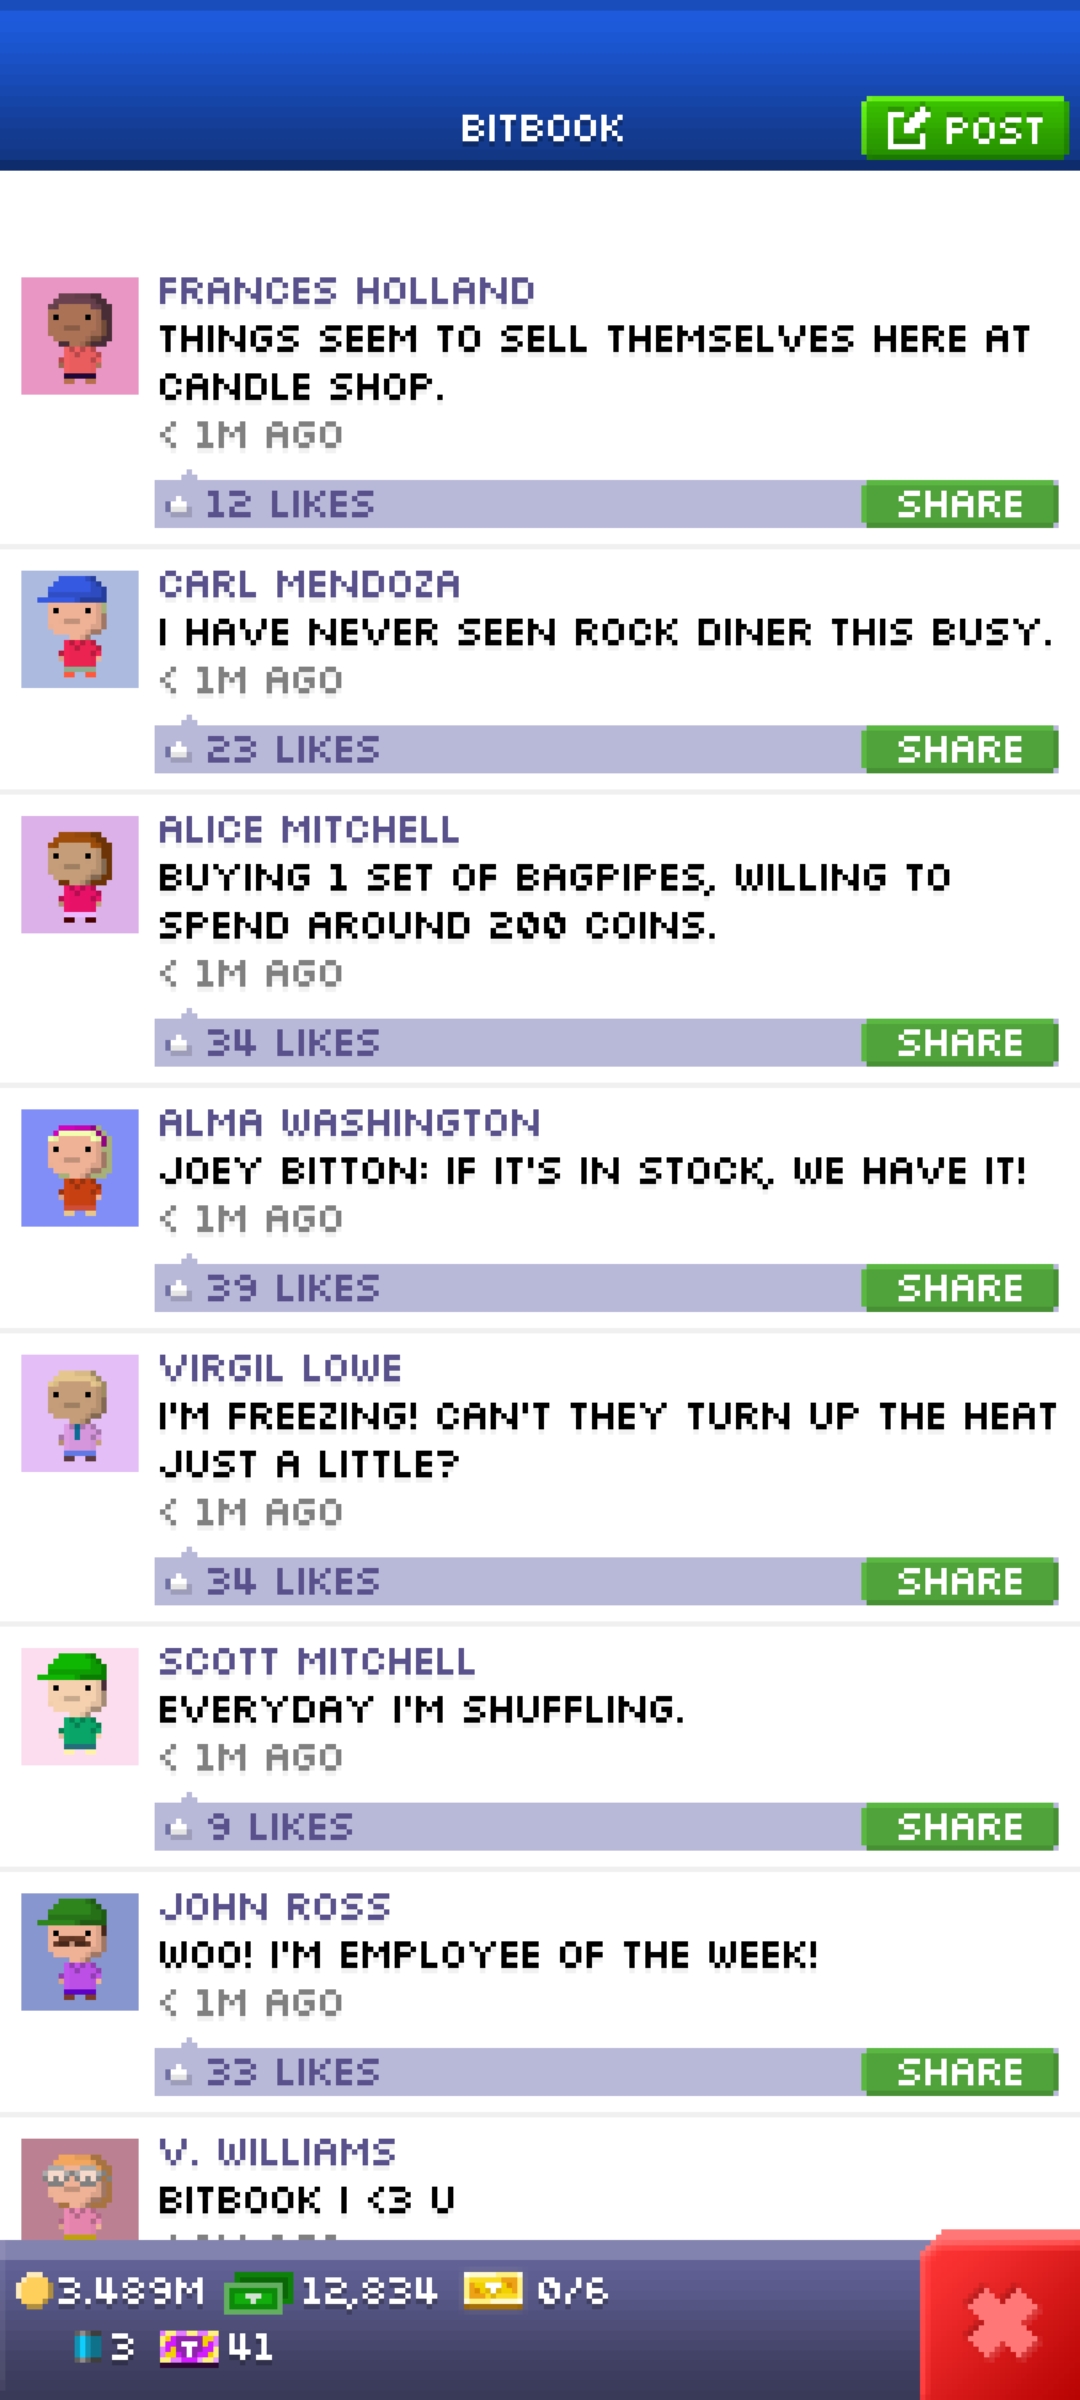 BITBOOK
POST
FRANCES HOLLAND
THINGS SEEM TO SELL THEMSELVES HERE AT
CANDLE SHOP.
< 1M AGO
12 LIKES
SHARE
CARL MENDOZA
I HAVE NEVER SEEN ROCK DINER THIS BUSY.
< 1M AGO
23 LIKES
SHARE
ALICE MITCHELL
BUYING 1 SET OF BAGPIPES, WILLING TO
SPEND AROUND 200 COINS.
< 1M AGO
34 LIKES
SHARE
ALMA WASHINGTON
JOEY BITTON: IF IT'S IN STOCK, WE HAVE IT!
< 1M AGO
39 LIKES
SHARE
VIRGIL LOWE
I'M FREEZING! CAN'T THEY TURN UP THE HEAT
JUST A LITTLE?
< 1M AGO
34 LIKES
SHARE
SCOTT MITCHELL
EVERYDAY I'M SHUFFLING.
< 1M AGO
9 LIKES
SHARE
JOHN ROSS
WOO! I'M EMPLOYEE OF THE WEEK!
< 1M AGO
33 LIKES
SHARE
V. WILLIAMS
BITBOOK I <3 U
3.489M 12,834 0/6
3 T 41